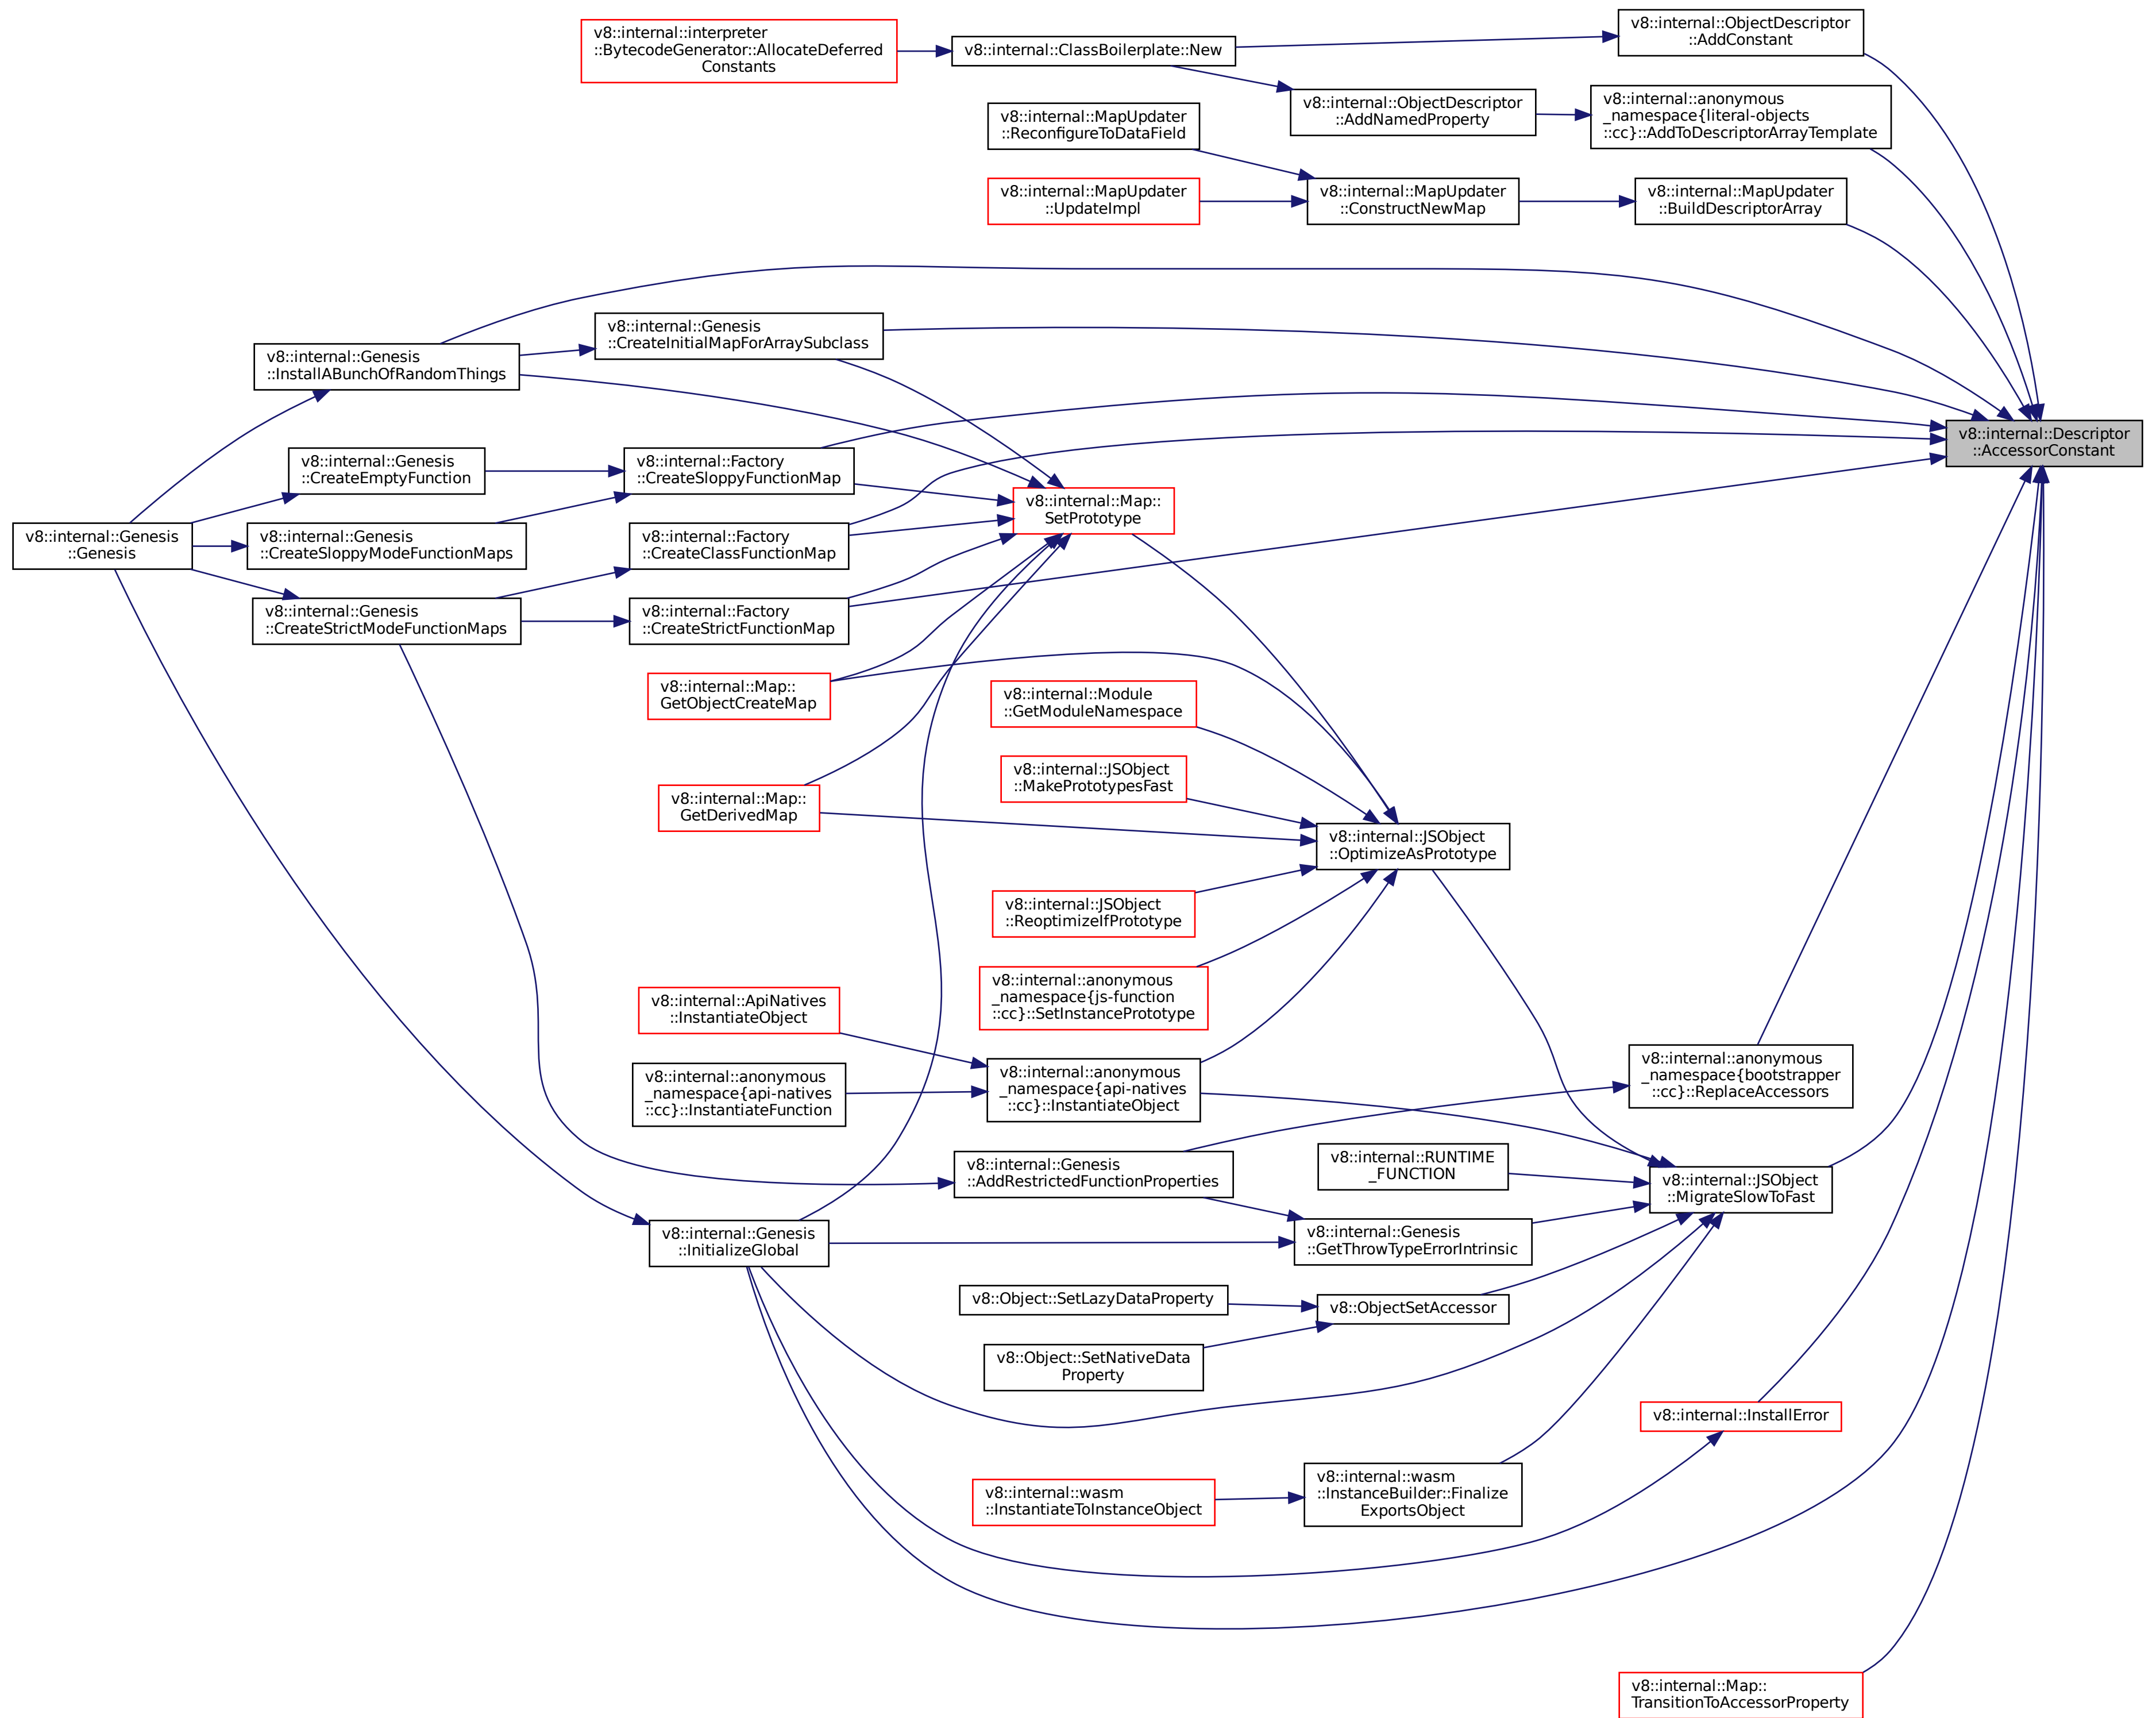 v8::internal::interpreter
::BytecodeGenerator::AllocateDeferred
Constants
v8::internal::ClassBoilerplate::New
v8::internal::ObjectDescriptor
::AddConstant
v8::internal::MapUpdater
::ReconfigureToDataField
v8::internal::ObjectDescriptor
::AddNamedProperty
v8::internal::anonymous
_namespace{literal-objects
::cc}::AddToDescriptorArrayTemplate
v8::internal::MapUpdater
::UpdateImpl
v8::internal::MapUpdater
::ConstructNewMap
v8::internal::MapUpdater
::BuildDescriptorArray
v8::internal::Genesis
::CreateInitialMapForArraySubclass
v8::internal::Genesis
::InstallABunchOfRandomThings
v8::internal::Descriptor
::AccessorConstant
v8::internal::Genesis
::CreateEmptyFunction
v8::internal::Factory
::CreateSloppyFunctionMap
v8::internal::Map::
SetPrototype
v8::internal::Genesis
::Genesis
v8::internal::Genesis
::CreateSloppyModeFunctionMaps
v8::internal::Factory
::CreateClassFunctionMap
v8::internal::Genesis
::CreateStrictModeFunctionMaps
v8::internal::Factory
::CreateStrictFunctionMap
v8::internal::Map::
GetObjectCreateMap
v8::internal::Module
::GetModuleNamespace
v8::internal::JSObject
::MakePrototypesFast
v8::internal::Map::
GetDerivedMap
v8::internal::JSObject
::OptimizeAsPrototype
v8::internal::JSObject
::ReoptimizeIfPrototype
v8::internal::anonymous
_namespace{js-function
::cc}::SetInstancePrototype
v8::internal::ApiNatives
::InstantiateObject
v8::internal::anonymous
_namespace{api-natives
::cc}::InstantiateFunction
v8::internal::anonymous
_namespace{api-natives
::cc}::InstantiateObject
v8::internal::anonymous
_namespace{bootstrapper
::cc}::ReplaceAccessors
v8::internal::Genesis
::AddRestrictedFunctionProperties
v8::internal::RUNTIME
_FUNCTION
v8::internal::JSObject
::MigrateSlowToFast
v8::internal::Genesis
::InitializeGlobal
v8::internal::Genesis
::GetThrowTypeErrorIntrinsic
v8::Object::SetLazyDataProperty
v8::ObjectSetAccessor
v8::Object::SetNativeData
Property
v8::internal::InstallError
v8::internal::wasm
::InstantiateToInstanceObject
v8::internal::wasm
::InstanceBuilder::Finalize
ExportsObject
v8::internal::Map::
TransitionToAccessorProperty